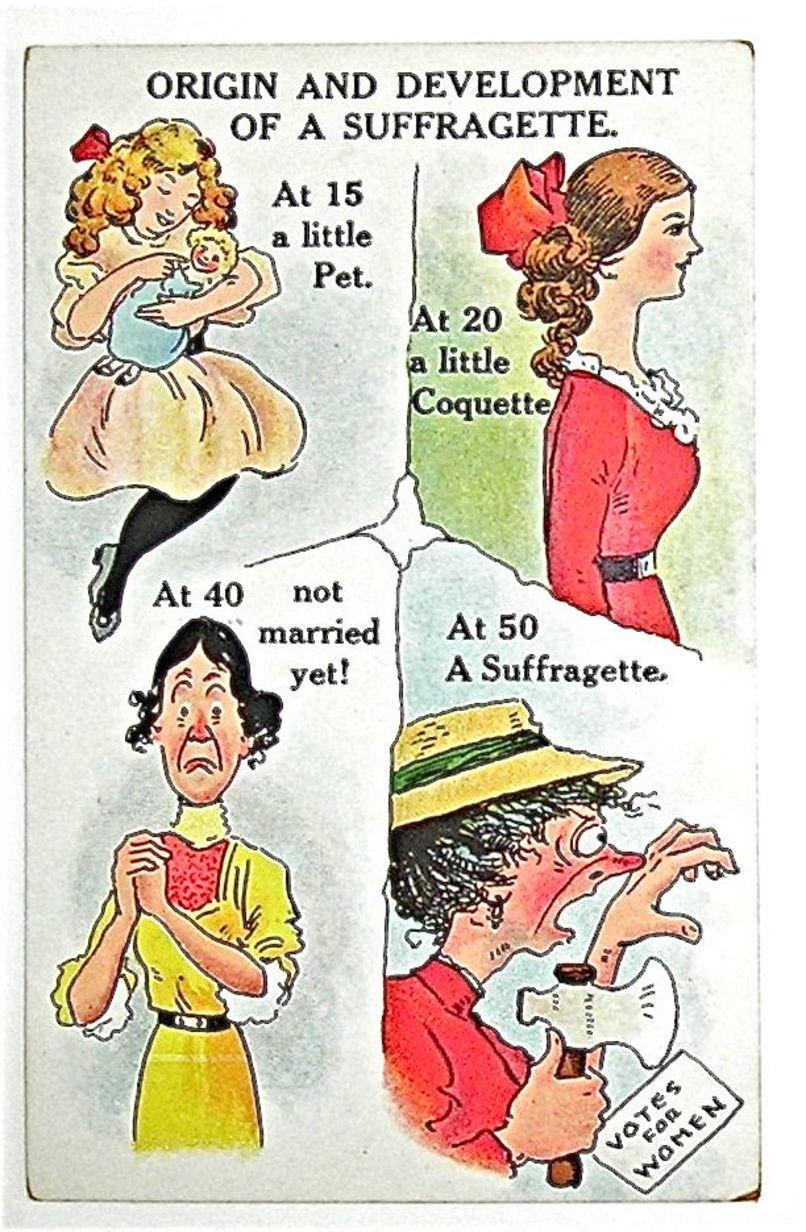 ORIGIN AND DEVELOPMENT
OF A SUFFRAGETTE.
At 15
a little
Pet.
At 20
a little
Coquette
At 40 not
married
yet!
At 50
A Suffragette.
VOTES
FOR
WOMEN